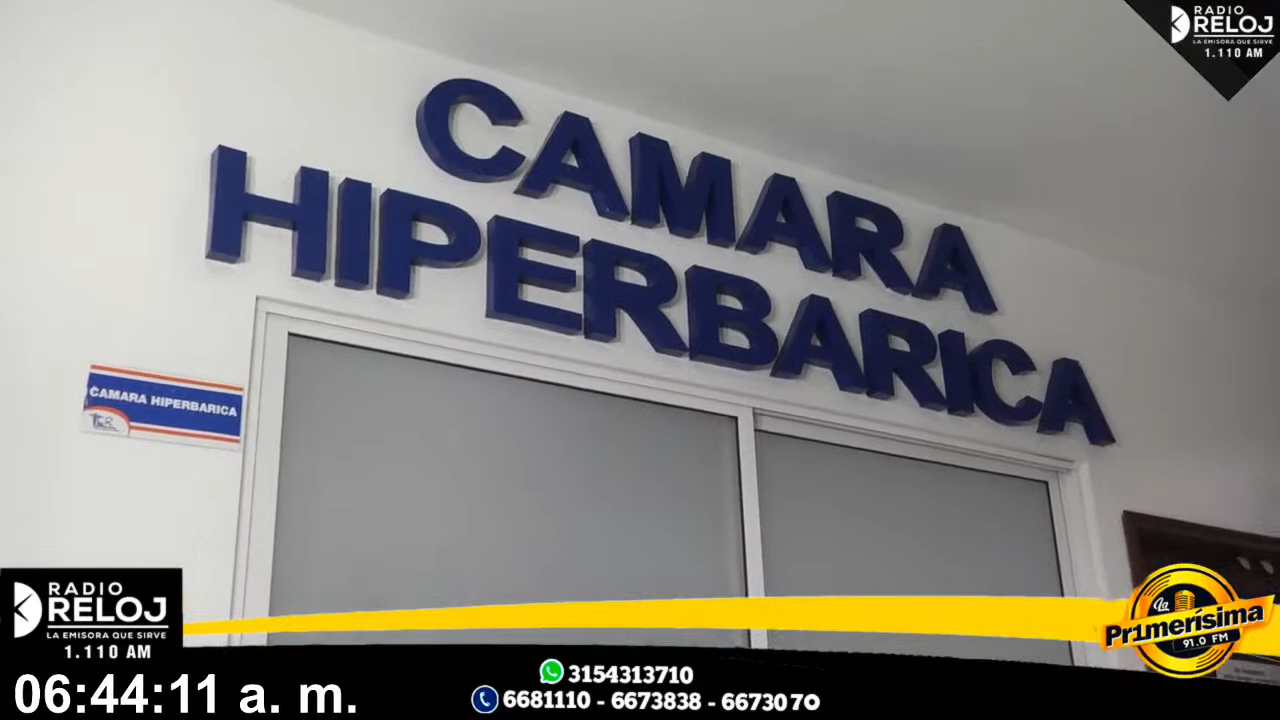 RADIO
RELOJ
LA EMISORA QUE SIRVE
1.110 AM
CAMARA
HIPERBARICA
CAMARA HIPERBARICA
RADIO
RELOJ
LA EMISORA QUE SIRVE
1.110 AM
La
Pr1merísima
91.0 FM
06:44:11 a. m.
3154313710
6681110 - 6673838 - 6673070